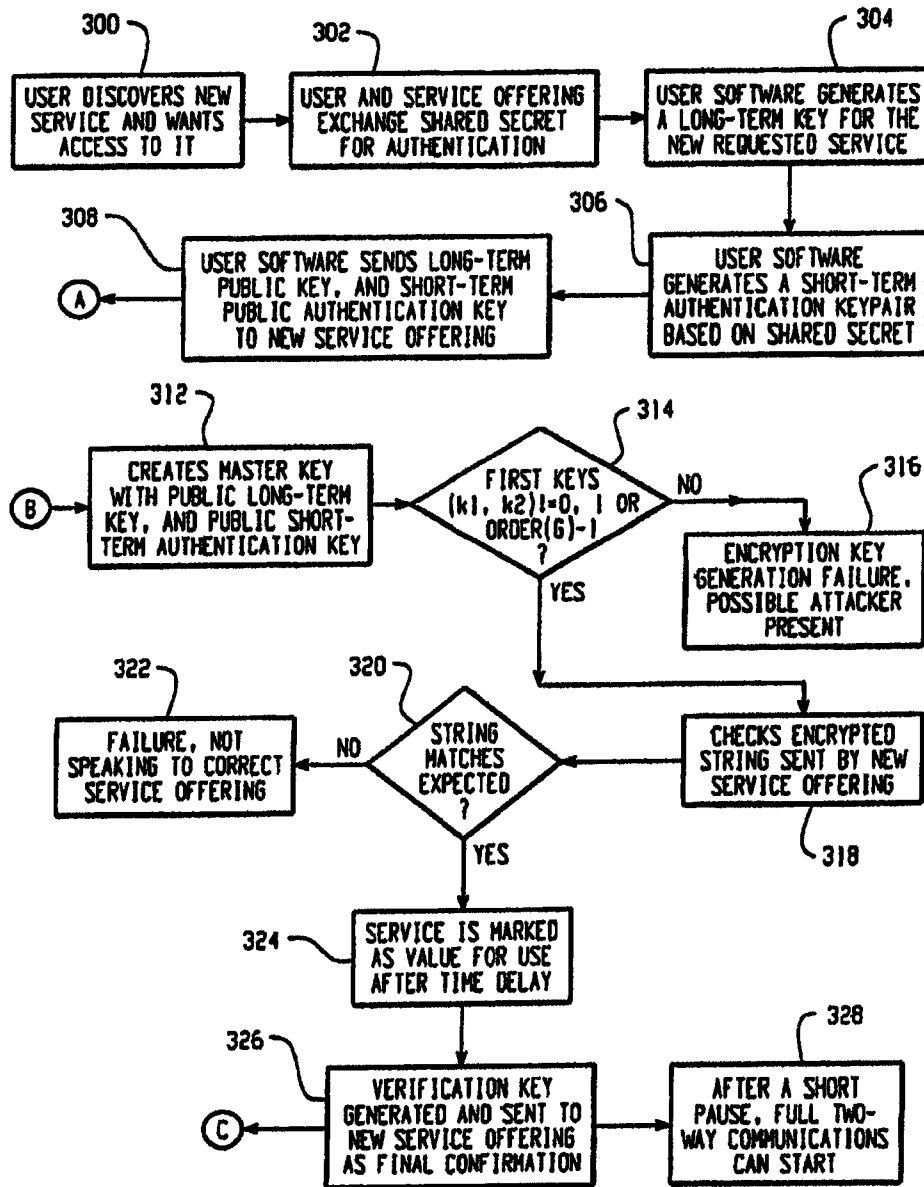 300
302
304
USER DISCOVERS NEW
SERVICE AND WANTS
ACCESS TO IT
USER AND SERVICE OFFERING
EXCHANGE SHARED SECRET
FOR AUTHENTICATION
USER SOFTWARE GENERATES
A LONG-TERM KEY FOR THE
NEW REQUESTED SERVICE
308
306
A
USER SOFTWARE SENDS LONG-TERM
PUBLIC KEY, AND SHORT-TERM
PUBLIC AUTHENTICATION KEY
TO NEW SERVICE OFFERING
USER SOFTWARE
GENERATES A SHORT-TERM
AUTHENTICATION KEYPAIR
BASED ON SHARED SECRET
312
314
316
B
CREATES MASTER KEY
WITH PUBLIC LONG-TERM
KEY, AND PUBLIC SHORT-
TERM AUTHENTICATION KEY
FIRST KEYS
(k1, k2)!=0, 1 OR
ORDER(G)-1
?
NO
YES
ENCRYPTION KEY
GENERATION FAILURE.
POSSIBLE ATTACKER
PRESENT
322
320
FAILURE, NOT
SPEAKING TO CORRECT
SERVICE OFFERING
NO
STRING
MATCHES
EXPECTED
?
YES
CHECKS ENCRYPTED
STRING SENT BY NEW
SERVICE OFFERING
318
324
SERVICE IS MARKED
AS VALUE FOR USE
AFTER TIME DELAY
326
328
C
VERIFICATION KEY
GENERATED AND SENT TO
NEW SERVICE OFFERING
AS FINAL CONFIRMATION
AFTER A SHORT
PAUSE, FULL TWO-
WAY COMMUNICATIONS
CAN START